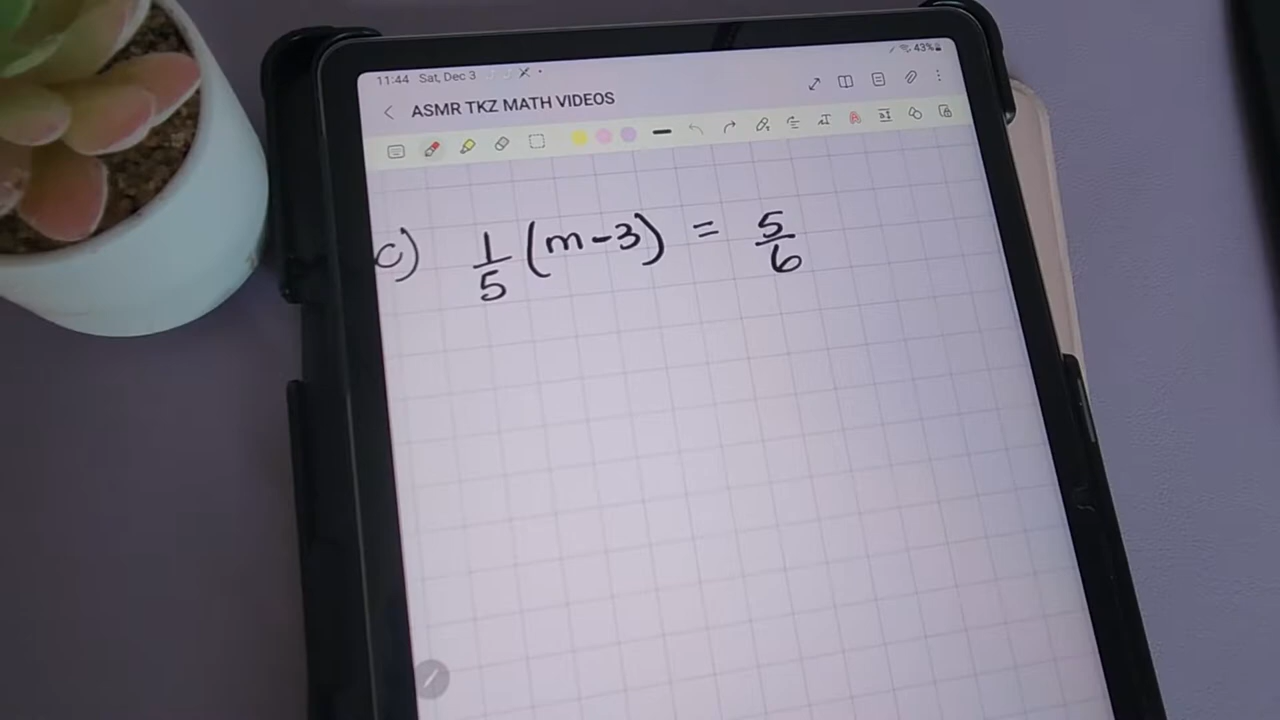 11:44 Sat, Dec 3 43%
ASMR TKZ MATH VIDEOS
c) 1/5 (m-3) = 5/6